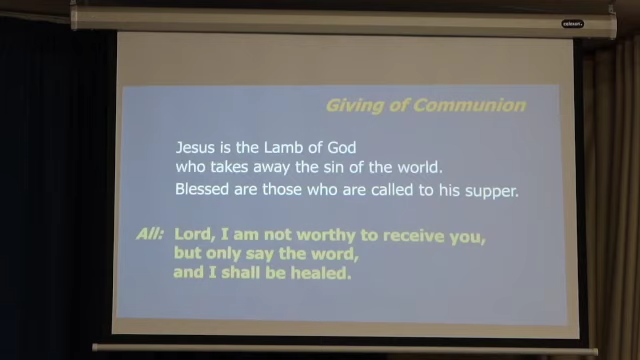 Giving of Communion
Jesus is the Lamb of God
who takes away the sin of the world.
Blessed are those who are called to his supper.
All: Lord, I am not worthy to receive you,
but only say the word,
and I shall be healed.